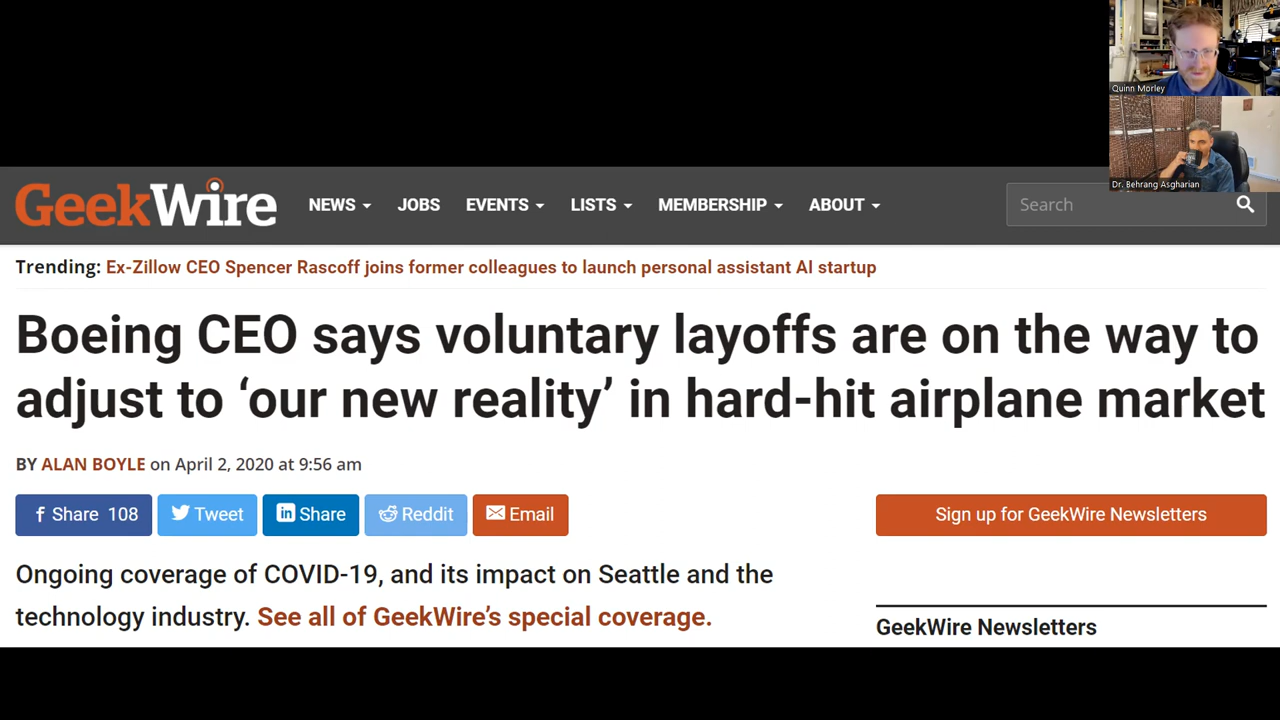 Quinn Morley
Dr. Behrang Asgharian
GeekWire NEWS JOBS EVENTS LISTS MEMBERSHIP ABOUT Search
Trending: Ex-Zillow CEO Spencer Rascoff joins former colleagues to launch personal assistant AI startup
Boeing CEO says voluntary layoffs are on the way to
adjust to ‘our new reality’ in hard-hit airplane market
BY ALAN BOYLE on April 2, 2020 at 9:56 am
Share 108 Tweet Share Reddit Email Sign up for GeekWire Newsletters
Ongoing coverage of COVID-19, and its impact on Seattle and the
technology industry. See all of GeekWire’s special coverage.
GeekWire Newsletters